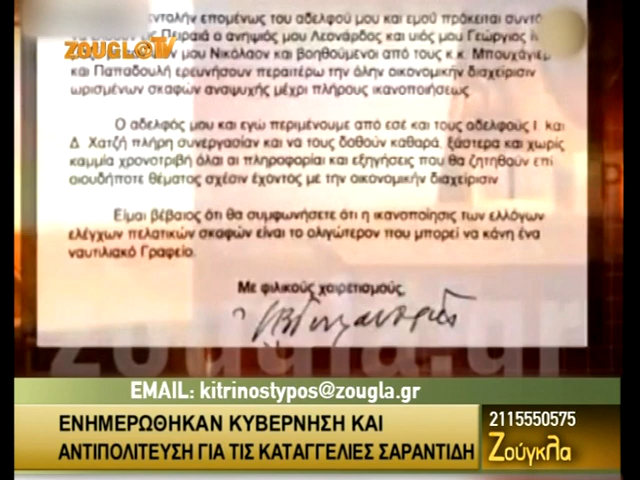 ZOUGLA TV
εντολήν επομένως του αδελφού μου και εμού πρόκειται
Πειραιά ο ανηψιός μου Λεονάρδος και υιός μου Γεώργιος
μου Νικόλαον και βοηθούμενοι από τους κ.κ. Μπουχάγιερ
και Παπαδουλή ερευνήσουν περαιτέρω την όλην οικονομικήν διαχείρισιν
ωρισμένων σκαφών αναψυχής μέχρι πλήρους ικανοποιήσεως.
Ο αδελφός μου και εγώ περιμένουμε από εσέ και τους αδελφούς Ι. και
Δ. Χατζή πλήρη συνεργασίαν και να τους δοθούν καθαρά, ξάστερα και χωρίς
καμμία χρονοτριβή όλαι αι πληροφορίαι και εξηγήσεις που θα ζητηθούν επί
οιουδήποτε θέματος σχέσιν έχοντος με την οικονομικήν διαχείρισιν.
Είμαι βέβαιος ότι θα συμφωνήσετε ότι η ικανοποίησις των ελλόγων
ελέγχων πελατικών σκαφών είναι το ολιγώτερον που μπορεί να κάνη ένα
ναυτιλιακό Γραφείο.
Με φιλικούς χαιρετισμούς,
zougla.gr
EMAIL: kitrinostypos@zougla.gr
ΕΝΗΜΕΡΩΘΗΚΑΝ ΚΥΒΕΡΝΗΣΗ ΚΑΙ
ΑΝΤΙΠΟΛΙΤΕΥΣΗ ΓΙΑ ΤΙΣ ΚΑΤΑΓΓΕΛΙΕΣ ΣΑΡΑΝΤΙΔΗ
2115550575
Ζούγκλα